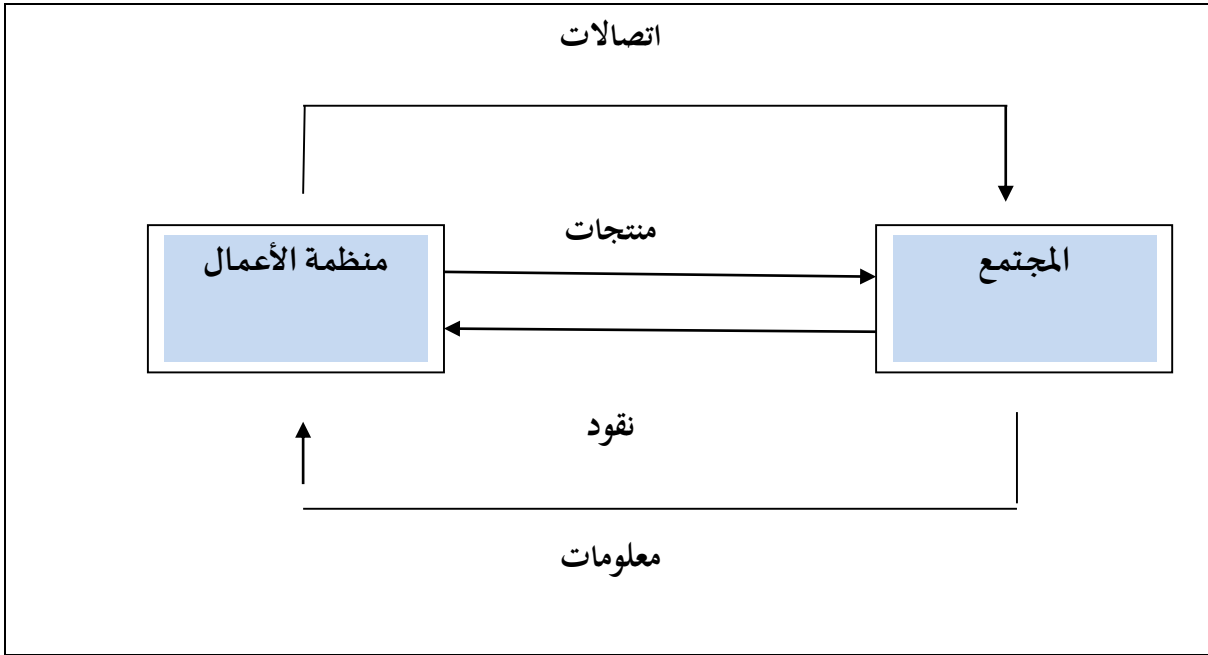 اتصالات
منتجات
منظمة الأعمال
المجتمع
نقود
معلومات